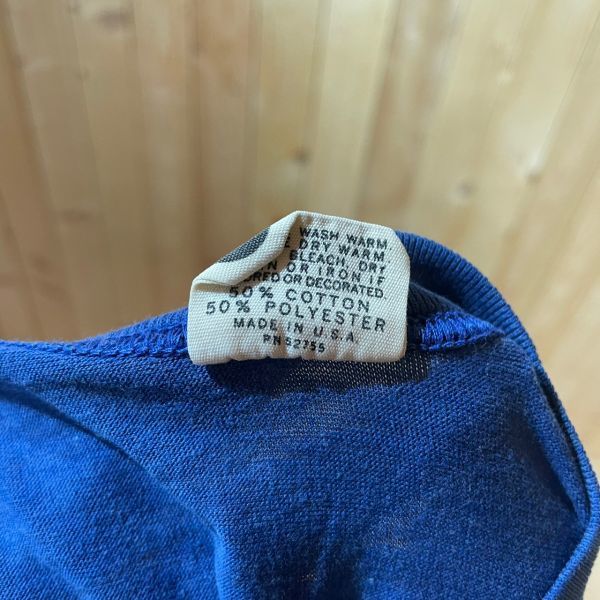 WASH WARM
DRY WARM
BLEACH, DRY
OR IRON IF
OR DECORATED.
50% COTTON
50% POLYESTER
MADE IN U.S.A.
RN 52755